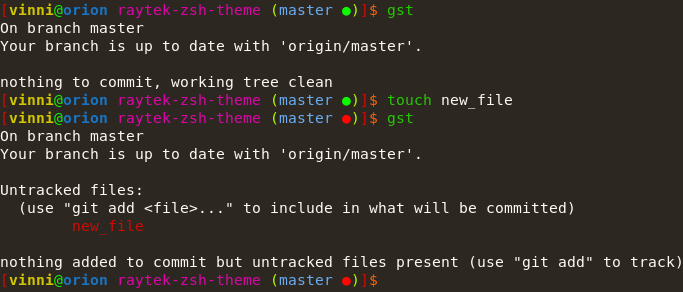 [vinni@orion raytek-zsh-theme (master ●)]$ gst
On branch master
Your branch is up to date with 'origin/master'.
nothing to commit, working tree clean
[vinni@orion raytek-zsh-theme (master ●)]$ touch new_file
[vinni@orion raytek-zsh-theme (master ●)]$ gst
On branch master
Your branch is up to date with 'origin/master'.
Untracked files:
  (use "git add <file>..." to include in what will be committed)
        new_file
nothing added to commit but untracked files present (use "git add" to track)
[vinni@orion raytek-zsh-theme (master ●)]$